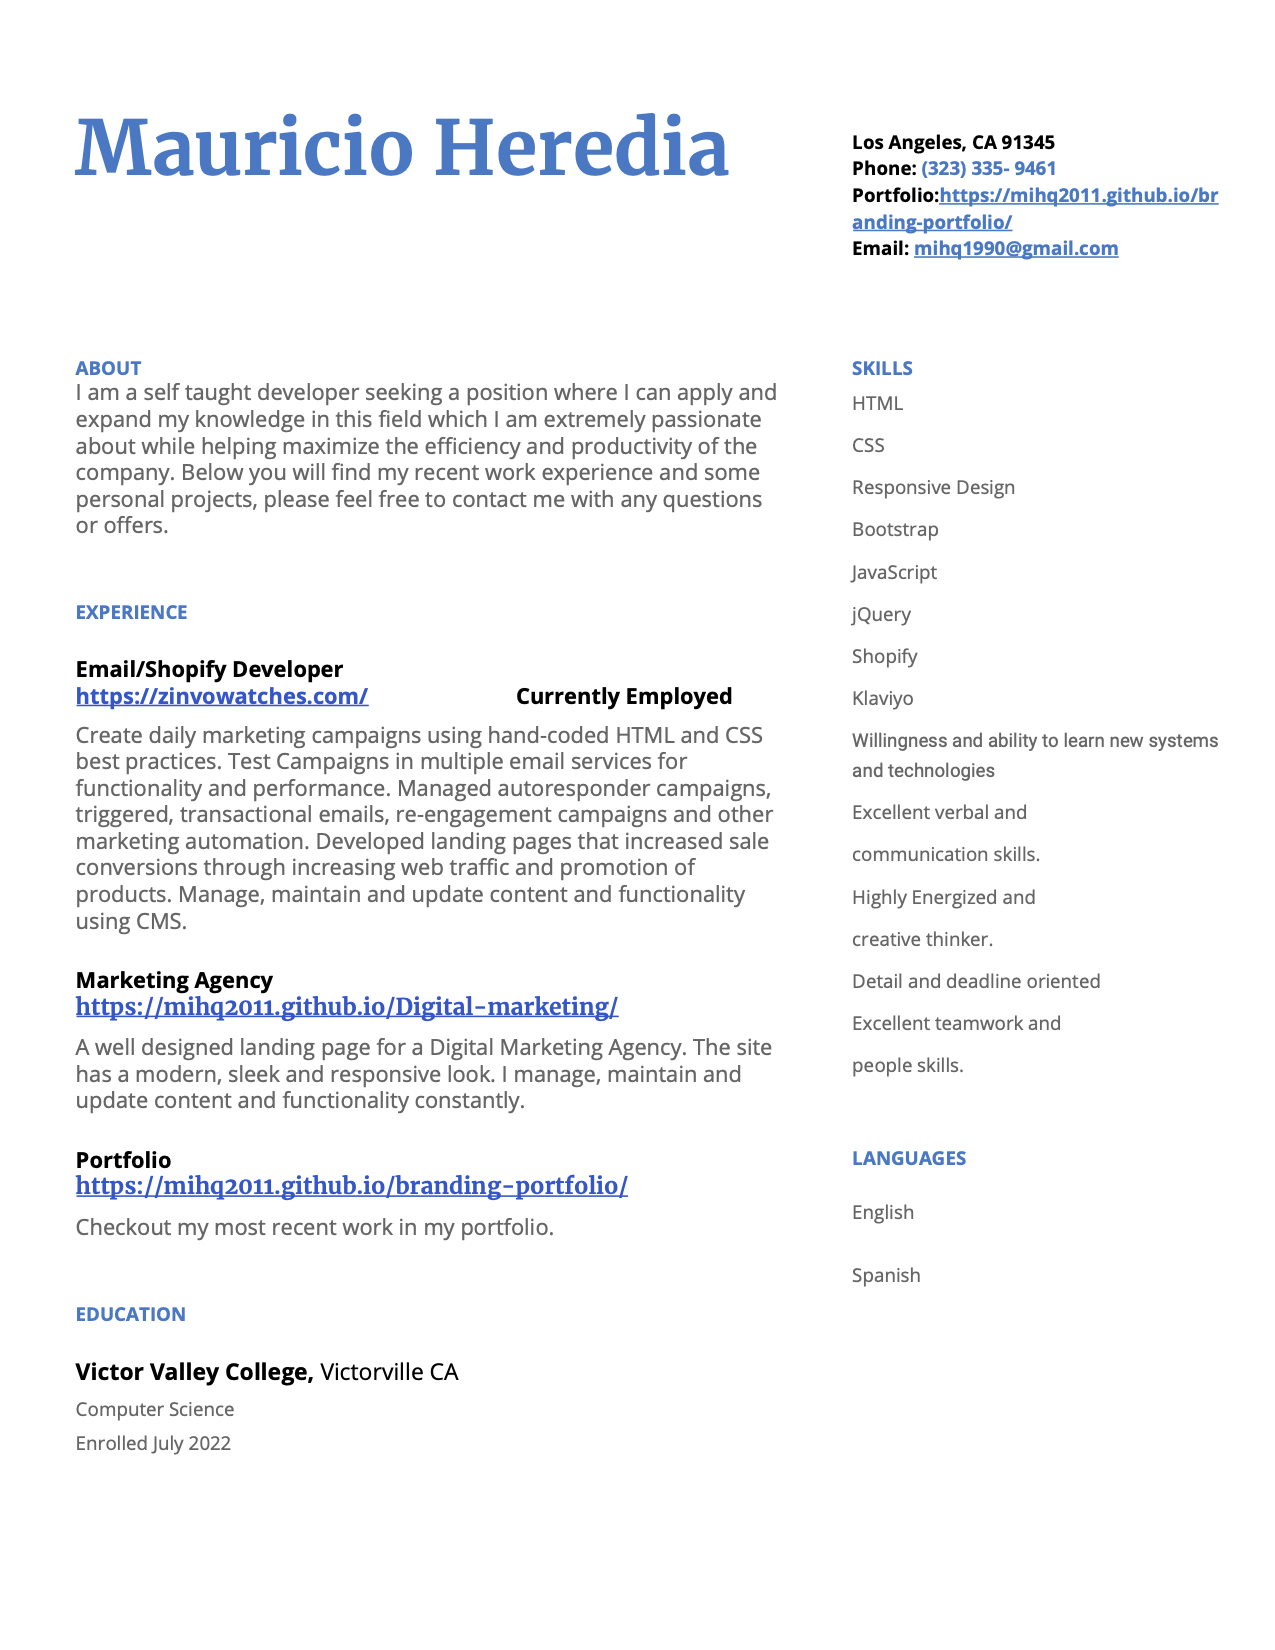 Mauricio Heredia
Los Angeles, CA 91345
Phone: (323) 335- 9461
Portfolio:https://mihq2011.github.io/br
anding-portfolio/
Email: mihq1990@gmail.com
ABOUT
I am a self taught developer seeking a position where I can apply and
expand my knowledge in this field which I am extremely passionate
about while helping maximize the efficiency and productivity of the
company. Below you will find my recent work experience and some
personal projects, please feel free to contact me with any questions
or offers.
EXPERIENCE
Email/Shopify Developer
https://zinvowatches.com/ Currently Employed
Create daily marketing campaigns using hand-coded HTML and CSS
best practices. Test Campaigns in multiple email services for
functionality and performance. Managed autoresponder campaigns,
triggered, transactional emails, re-engagement campaigns and other
marketing automation. Developed landing pages that increased sale
conversions through increasing web traffic and promotion of
products. Manage, maintain and update content and functionality
using CMS.
Marketing Agency
https://mihq2011.github.io/Digital-marketing/
A well designed landing page for a Digital Marketing Agency. The site
has a modern, sleek and responsive look. I manage, maintain and
update content and functionality constantly.
Portfolio
https://mihq2011.github.io/branding-portfolio/
Checkout my most recent work in my portfolio.
EDUCATION
Victor Valley College, Victorville CA
Computer Science
Enrolled July 2022
SKILLS
HTML
CSS
Responsive Design
Bootstrap
JavaScript
jQuery
Shopify
Klaviyo
Willingness and ability to learn new systems
and technologies
Excellent verbal and
communication skills.
Highly Energized and
creative thinker.
Detail and deadline oriented
Excellent teamwork and
people skills.
LANGUAGES
English
Spanish